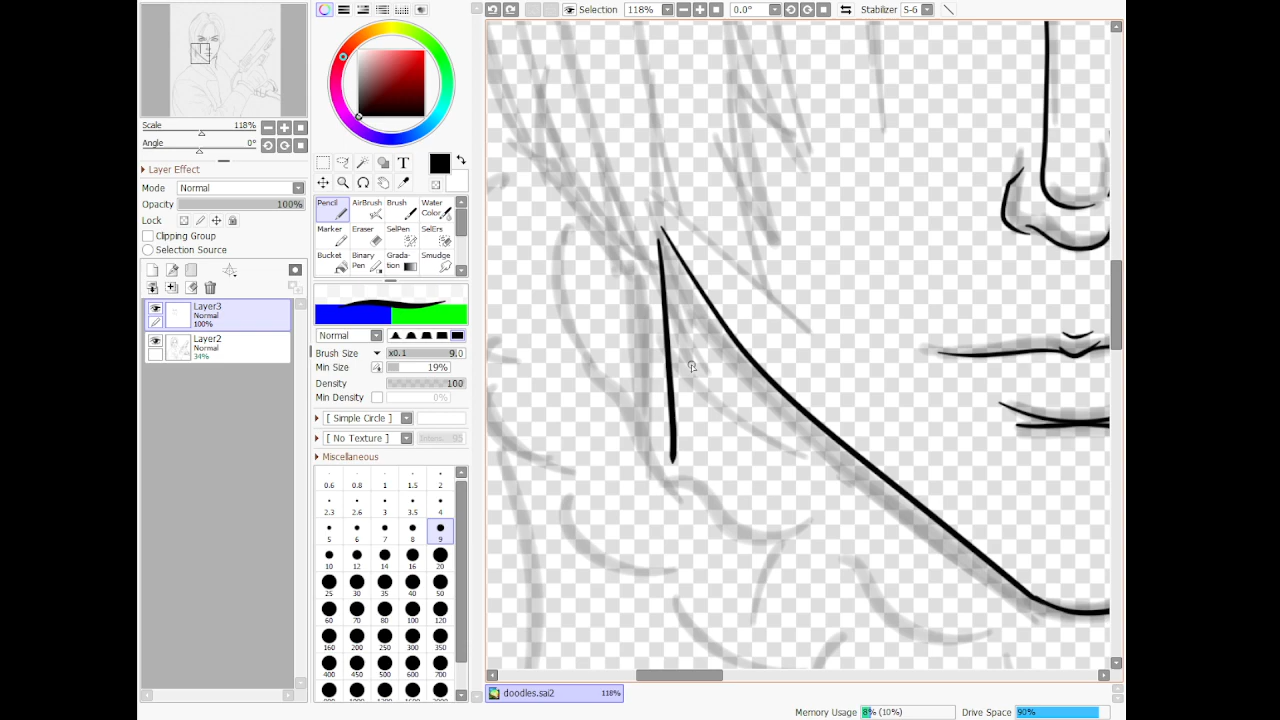 Selection 118% 0.0° Stabilizer S-6
Scale 118%
Angle 0°
Layer Effect
Mode Normal
Opacity 100%
Lock
Clipping Group
Selection Source
Layer3
Normal
100%
Layer2
Normal
34%
T
Pencil AirBrush Brush Water Color
Marker Eraser SelPen SelErs
Bucket Binary Pen Gradation Smudge
Normal
Brush Size x0.1 9.0
Min Size 19%
Density 100
Min Density 0%
[ Simple Circle ]
[ No Texture ] 95
Miscellaneous
0.6 0.8 1 1.5 2
2.3 2.6 3 3.5 4
5 6 7 8 9
10 12 14 16 20
25 30 35 40 50
60 70 80 100 120
160 200 250 300 350
400 450 500 600 700
doodles.sai2 118%
Memory Usage 8% (10%) Drive Space 90%